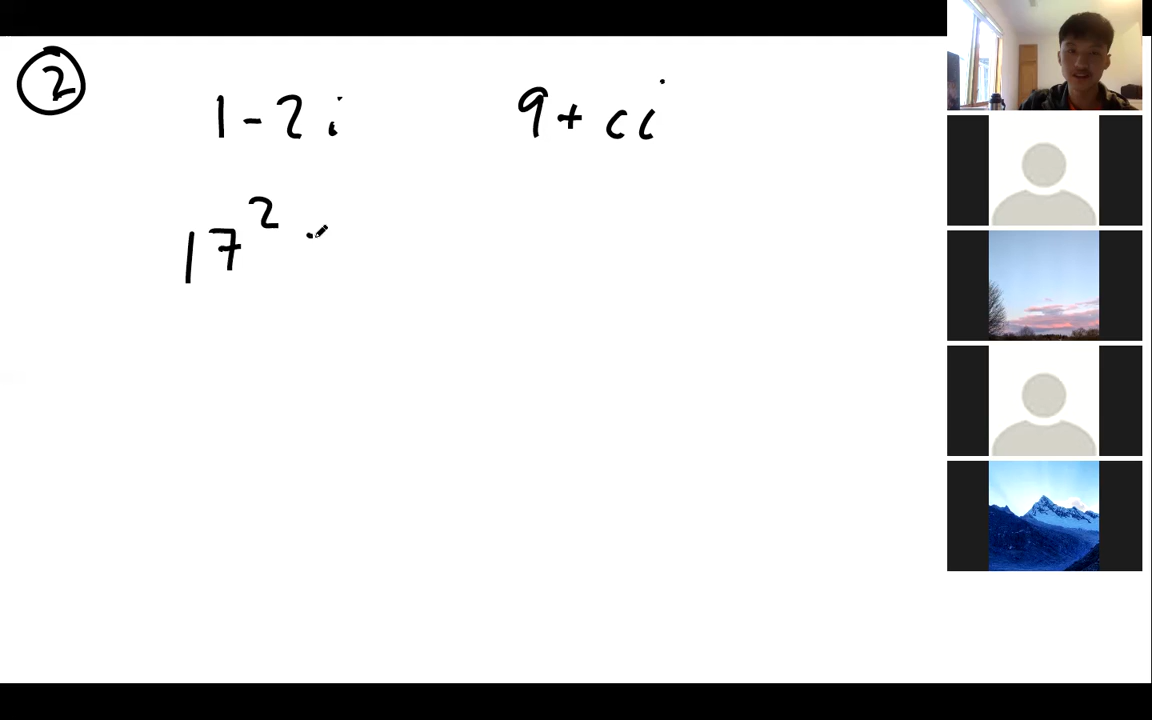 ②
1-2i 9+ci
17²